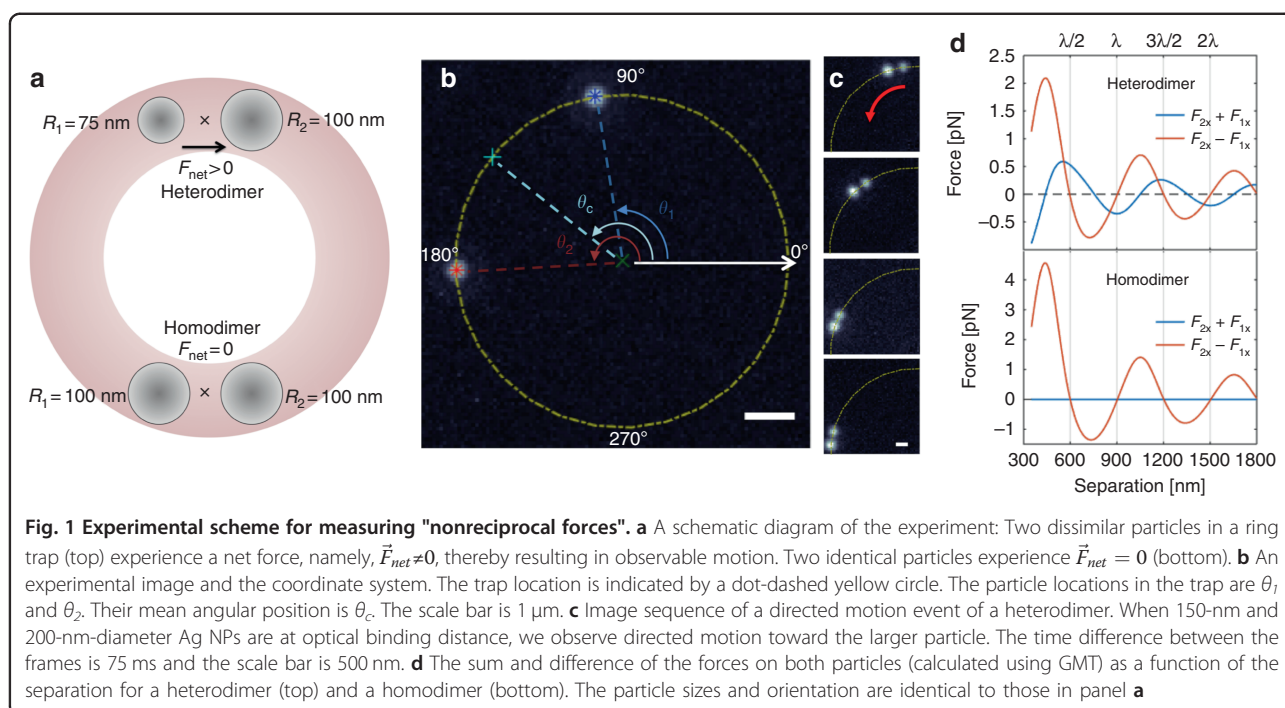 a
R₁ = 75 nm
×
R₂ = 100 nm
F_net > 0
Heterodimer
Homodimer
F_net = 0
R₁ = 100 nm
×
R₂ = 100 nm
b
90°
θ_c
θ₁
θ₂
180°
0°
270°
c
d
λ/2 λ 3λ/2 2λ
Heterodimer
F₂ₓ + F₁ₓ
F₂ₓ − F₁ₓ
Force [pN]
2.5
2
1.5
1
0.5
0
−0.5
Homodimer
F₂ₓ + F₁ₓ
F₂ₓ − F₁ₓ
Force [pN]
4
3
2
1
0
−1
300 600 900 1200 1500 1800
Separation [nm]
Fig. 1 Experimental scheme for measuring "nonreciprocal forces". a A schematic diagram of the experiment: Two dissimilar particles in a ring
trap (top) experience a net force, namely, F⃗_net≠0, thereby resulting in observable motion. Two identical particles experience F⃗_net = 0 (bottom). b An
experimental image and the coordinate system. The trap location is indicated by a dot-dashed yellow circle. The particle locations in the trap are θ₁
and θ₂. Their mean angular position is θ_c. The scale bar is 1 μm. c Image sequence of a directed motion event of a heterodimer. When 150-nm and
200-nm-diameter Ag NPs are at optical binding distance, we observe directed motion toward the larger particle. The time difference between the
frames is 75 ms and the scale bar is 500 nm. d The sum and difference of the forces on both particles (calculated using GMT) as a function of the
separation for a heterodimer (top) and a homodimer (bottom). The particle sizes and orientation are identical to those in panel a